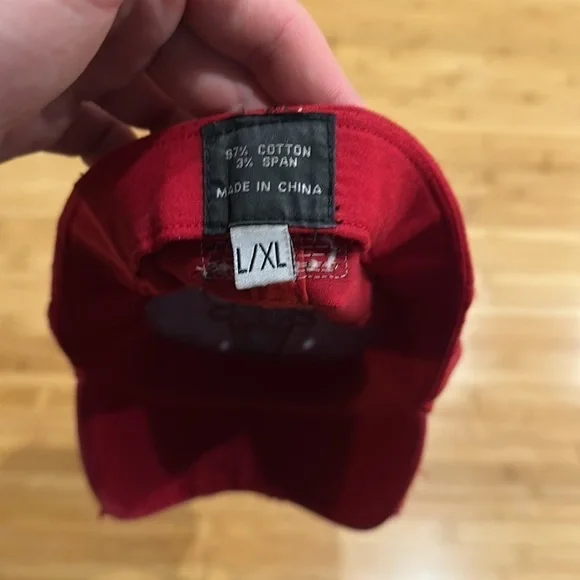 97% COTTON
3% SPAN
MADE IN CHINA
L/XL